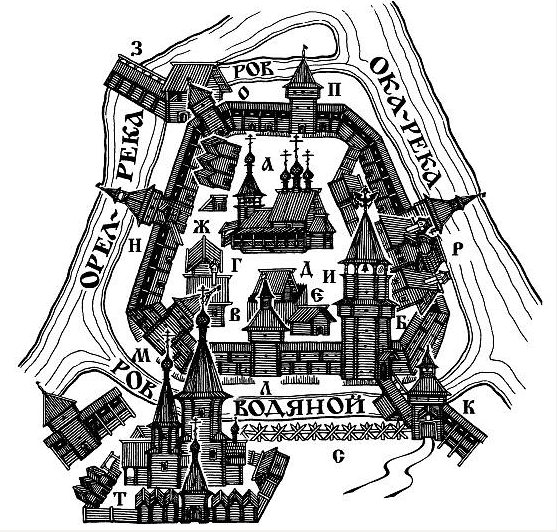 З
РОВ
О
П
ОКА-РЕКА
ОРЕЛ-РЕКА
А
Ж
Н
Г
Д
И
Р
Е
В
Б
М
РОВ
Л
ВОДЯНОЙ
К
С
Т